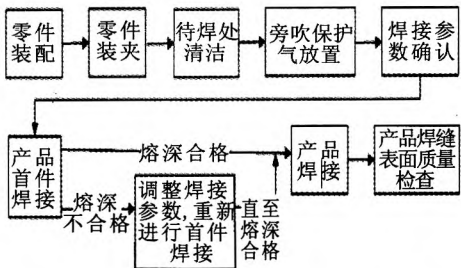 零件
装配
零件
装夹
待焊处
清洁
旁吹保护
气放置
焊接参
数确认
产品
首件
焊接
熔深合格
熔深
不合格
调整焊接
参数,重新
进行首件
焊接
直至
熔深
合格
产品
焊接
产品焊缝
表面质量
检查